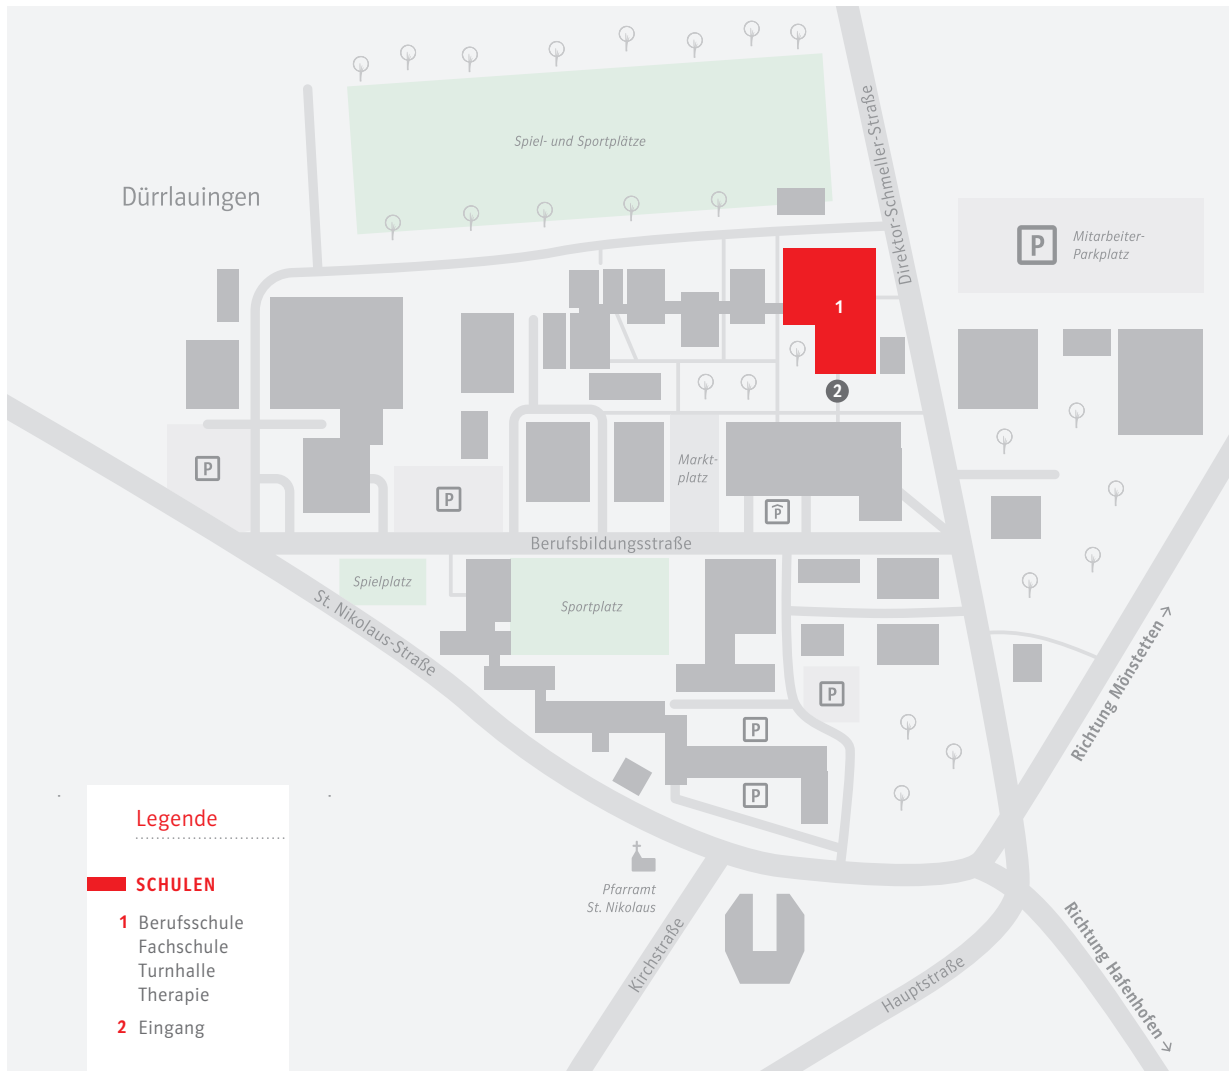 Spiel- und Sportplätze
Direktor-Schmeller-Straße
Dürrlauingen
P
Mitarbeiter-
Parkplatz
1
2
P
Markt-
platz
P
P
Berufsbildungsstraße
Spielplatz
Sportplatz
St. Nikolaus-Straße
Richtung Mönstetten →
P
P
P
Legende
SCHULEN
1 Berufsschule
Fachschule
Turnhalle
Therapie
2 Eingang
Pfarramt
St. Nikolaus
Kirchstraße
Hauptstraße
Richtung Hafenhofen →